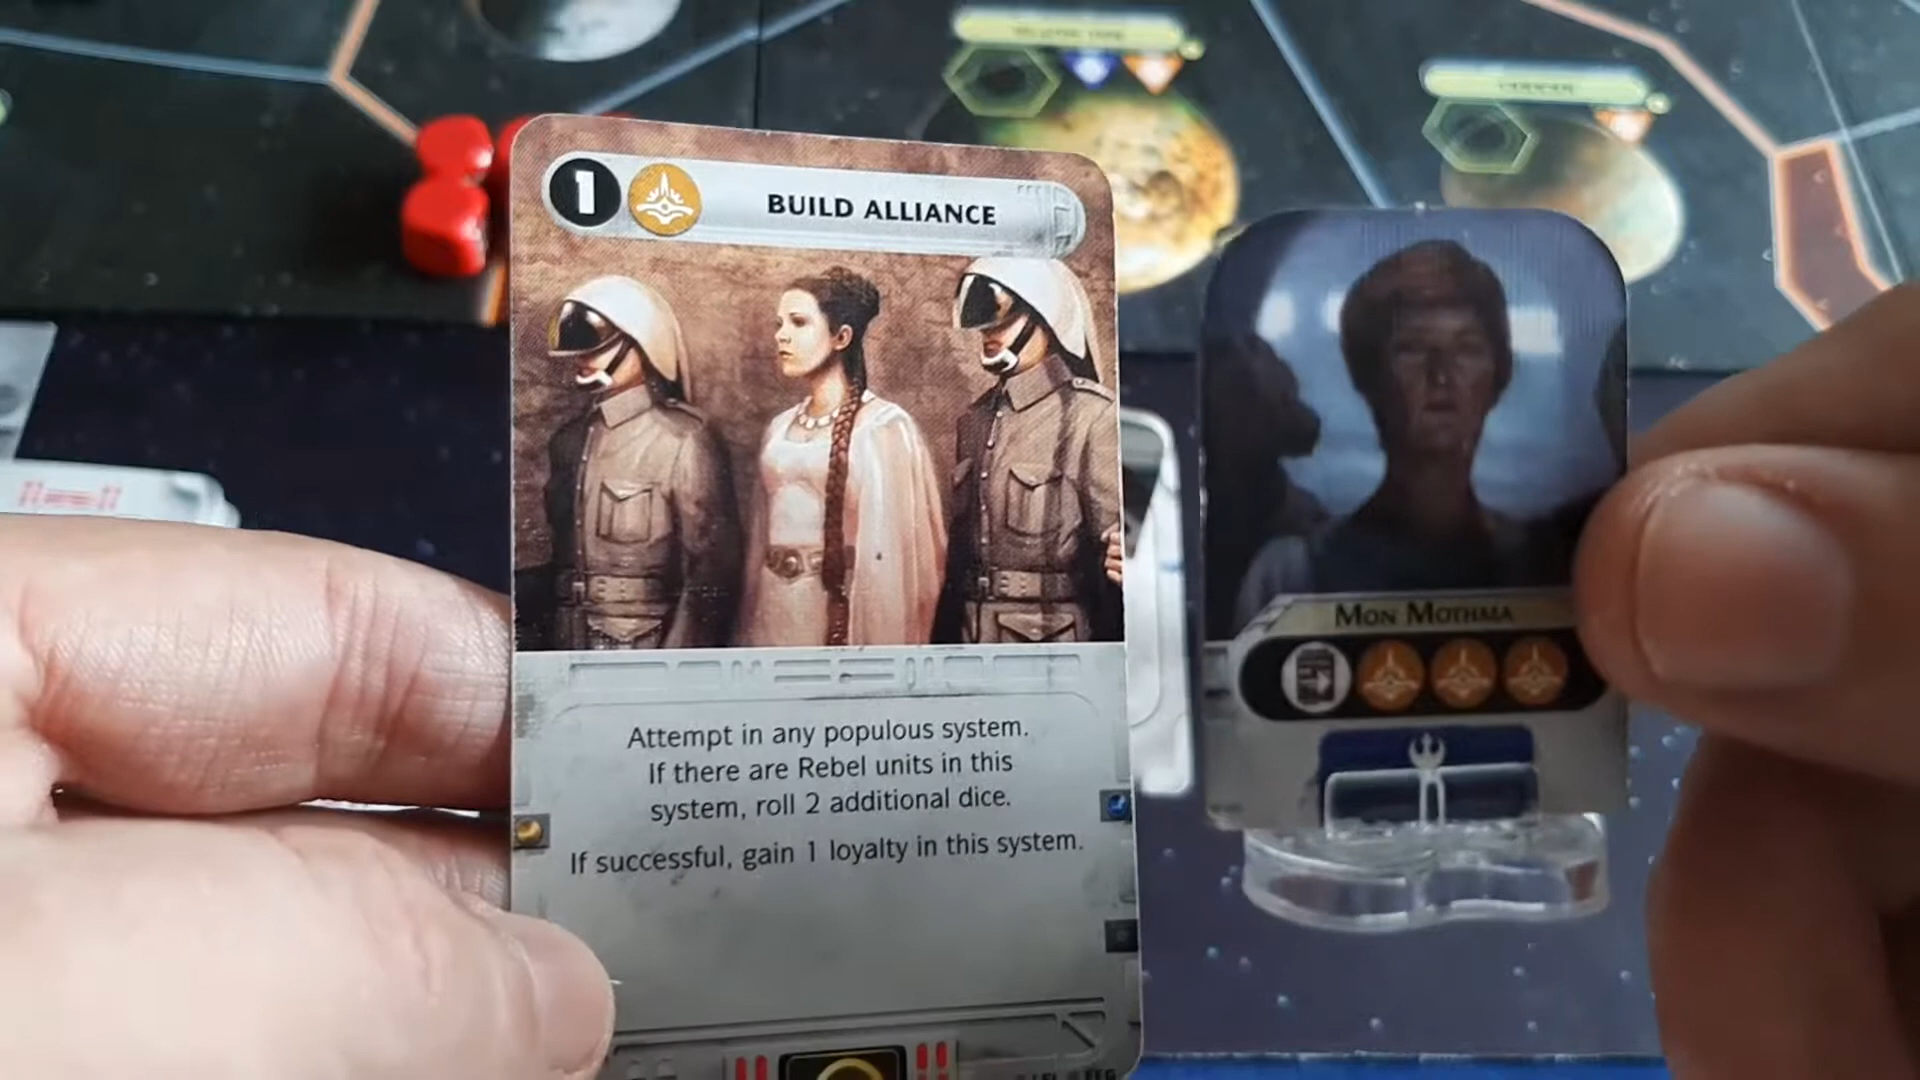 1
BUILD ALLIANCE
Attempt in any populous system.
If there are Rebel units in this
system, roll 2 additional dice.
If successful, gain 1 loyalty in this system.
MON MOTHMA